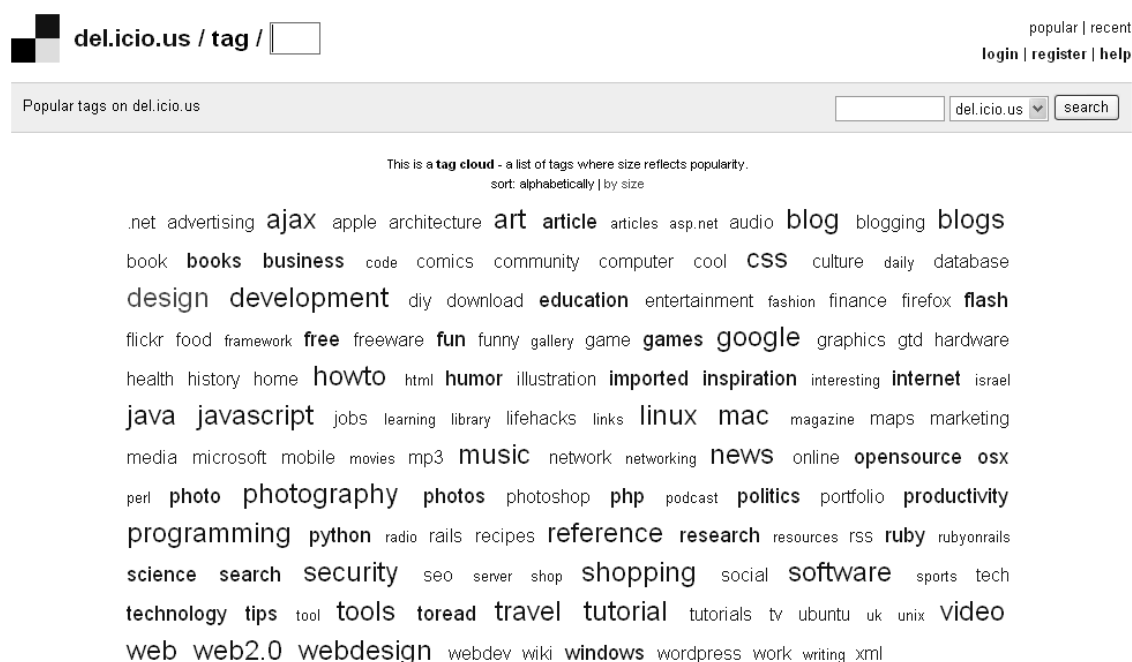 del.icio.us / tag /
popular | recent
login | register | help
Popular tags on del.icio.us
del.icio.us search
This is a tag cloud - a list of tags where size reflects popularity.
sort: alphabetically | by size
.net advertising ajax apple architecture art article articles asp.net audio blog blogging blogs
book books business code comics community computer cool css culture daily database
design development diy download education entertainment fashion finance firefox flash
flickr food framework free freeware fun funny gallery game games google graphics gtd hardware
health history home howto html humor illustration imported inspiration interesting internet israel
java javascript jobs learning library lifehacks links linux mac magazine maps marketing
media microsoft mobile movies mp3 music network networking news online opensource osx
perl photo photography photos photoshop php podcast politics portfolio productivity
programming python radio rails recipes reference research resources rss ruby rubyonrails
science search security seo server shop shopping social software sports tech
technology tips tool tools toread travel tutorial tutorials tv ubuntu uk unix video
web web2.0 webdesign webdev wiki windows wordpress work writing xml